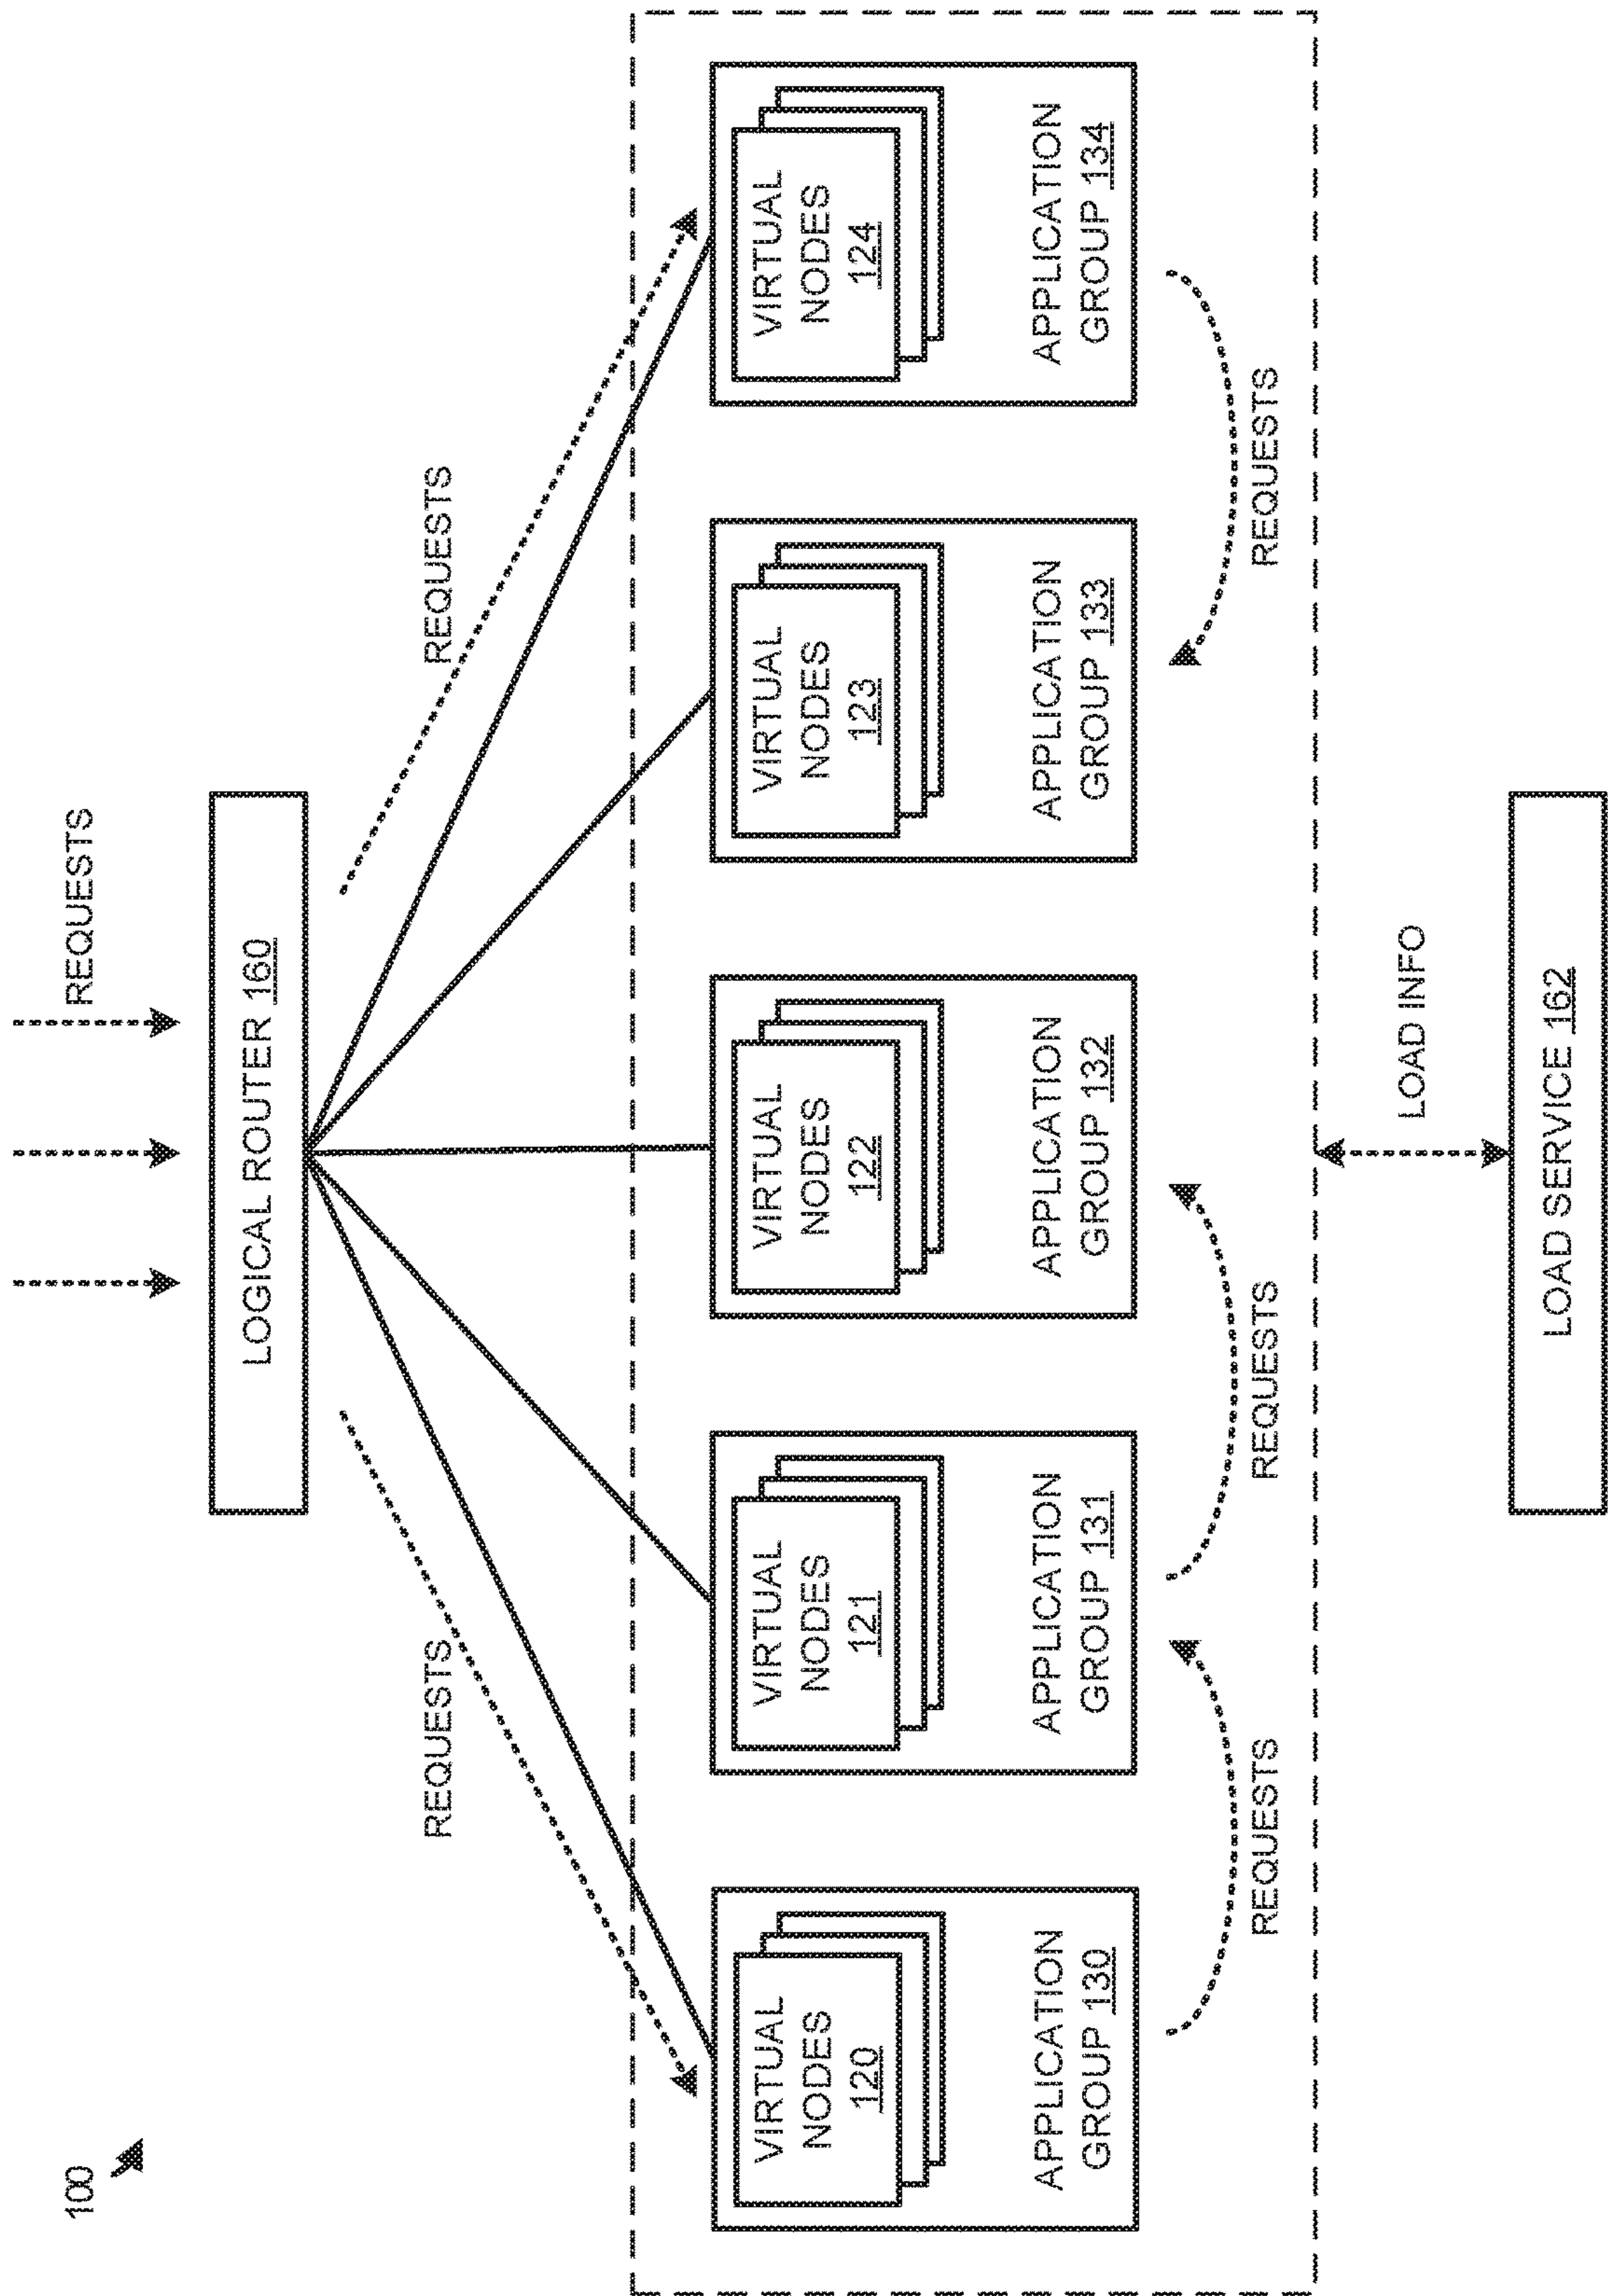 100
REQUESTS
LOGICAL ROUTER 160
REQUESTS
REQUESTS
VIRTUAL
NODES
120
APPLICATION
GROUP 130
VIRTUAL
NODES
121
APPLICATION
GROUP 131
VIRTUAL
NODES
122
APPLICATION
GROUP 132
VIRTUAL
NODES
123
APPLICATION
GROUP 133
VIRTUAL
NODES
124
APPLICATION
GROUP 134
REQUESTS
REQUESTS
REQUESTS
LOAD INFO
LOAD SERVICE 162